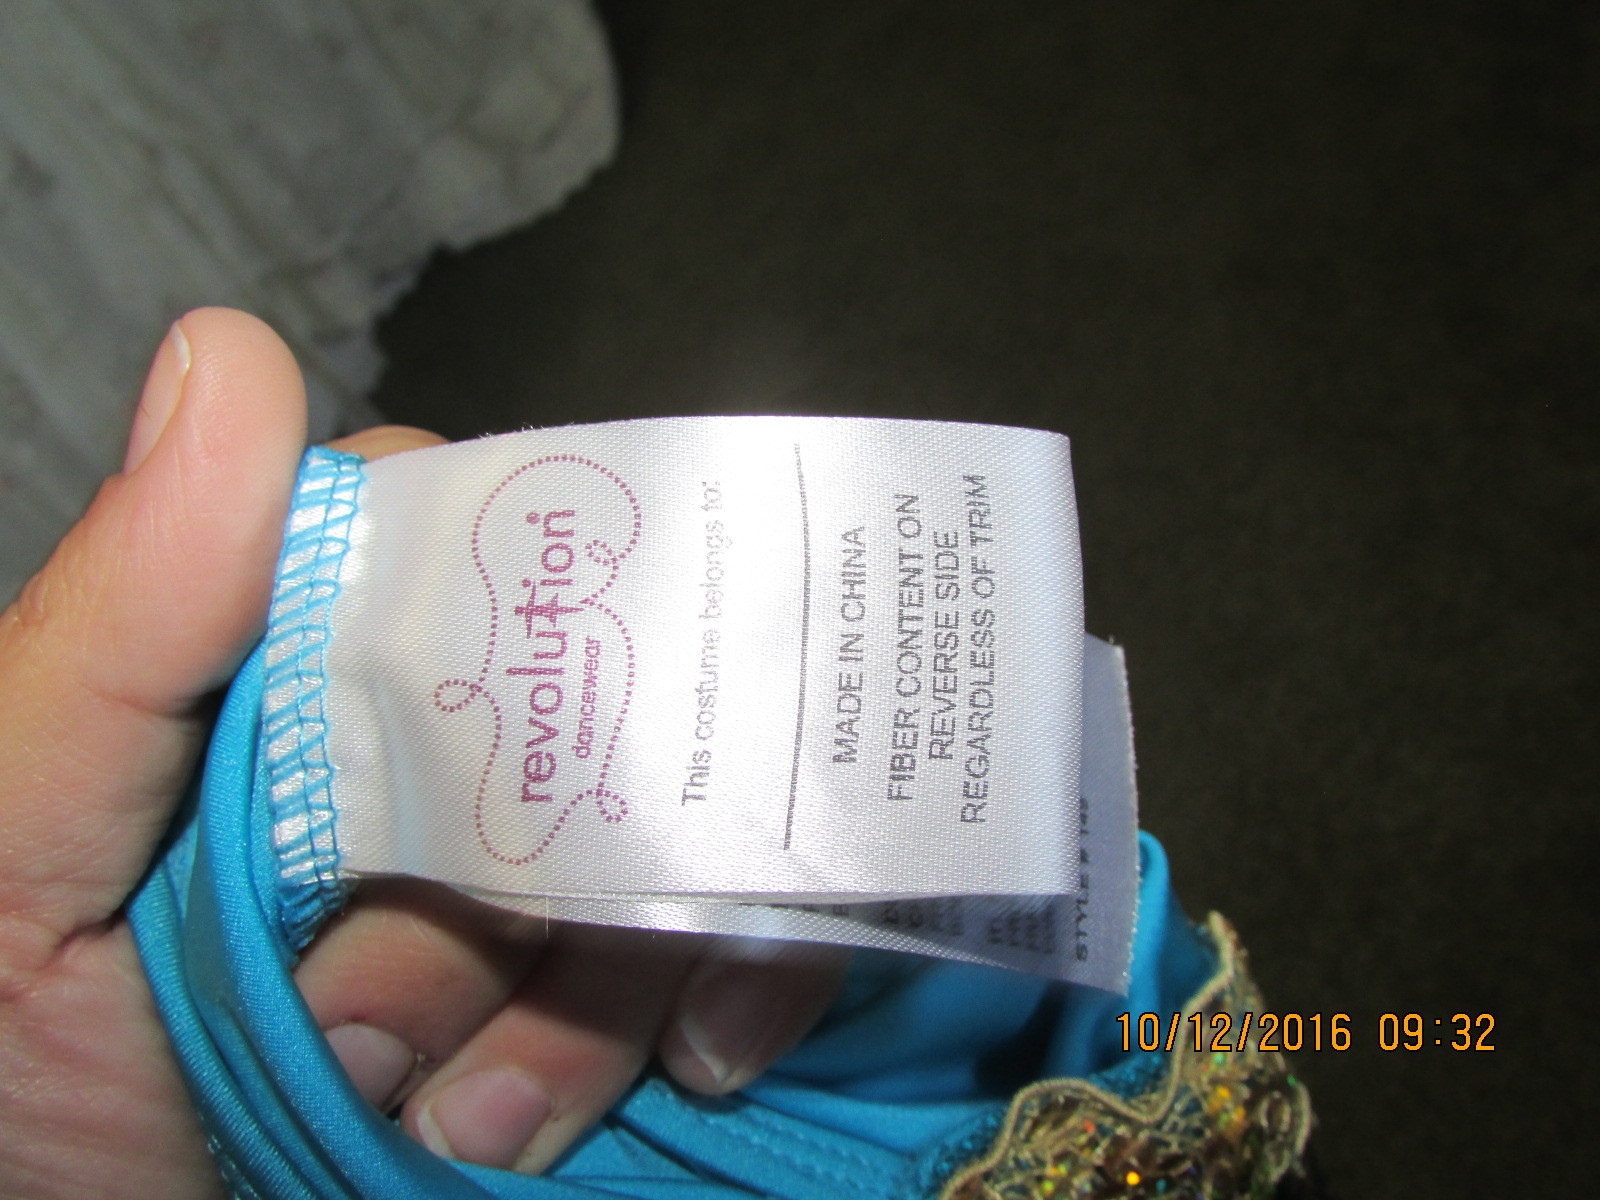 revolution
dancewear
This costume belongs to:
MADE IN CHINA
FIBER CONTENT ON
REVERSE SIDE
REGARDLESS OF TRIM
10/12/2016 09:32